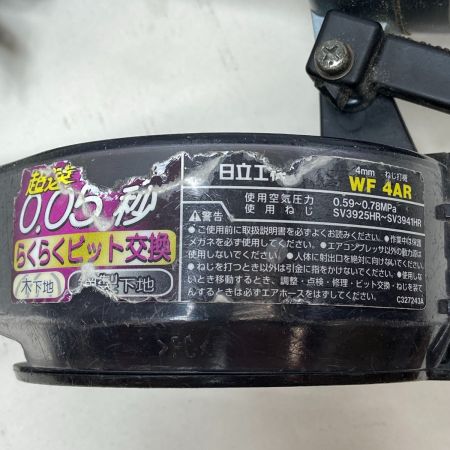 超速
0.05 秒
らくらくビット交換
木下地
下地
日立工
4mm ねじ打機
WF 4AR
使用空気圧力 0.59~0.78MPa
使用ねじ SV3925HR~SV3941HR
⚠警告
●ご使用前に取扱説明書を必ずよくお読みください。●作業中は保護
メガネを必ず使用してください。●エアコンプレッサ以外の動力源は
使用しないでください。●人体に射出口を絶対に向けないでください。
●ねじを打つとき以外は引金に指をかけないでください。●使用しな
いとき移動するとき、調整・点検・修理・ビット交換・ねじを装て
んするときは必ずエアホースをはずしてください。
C327243A